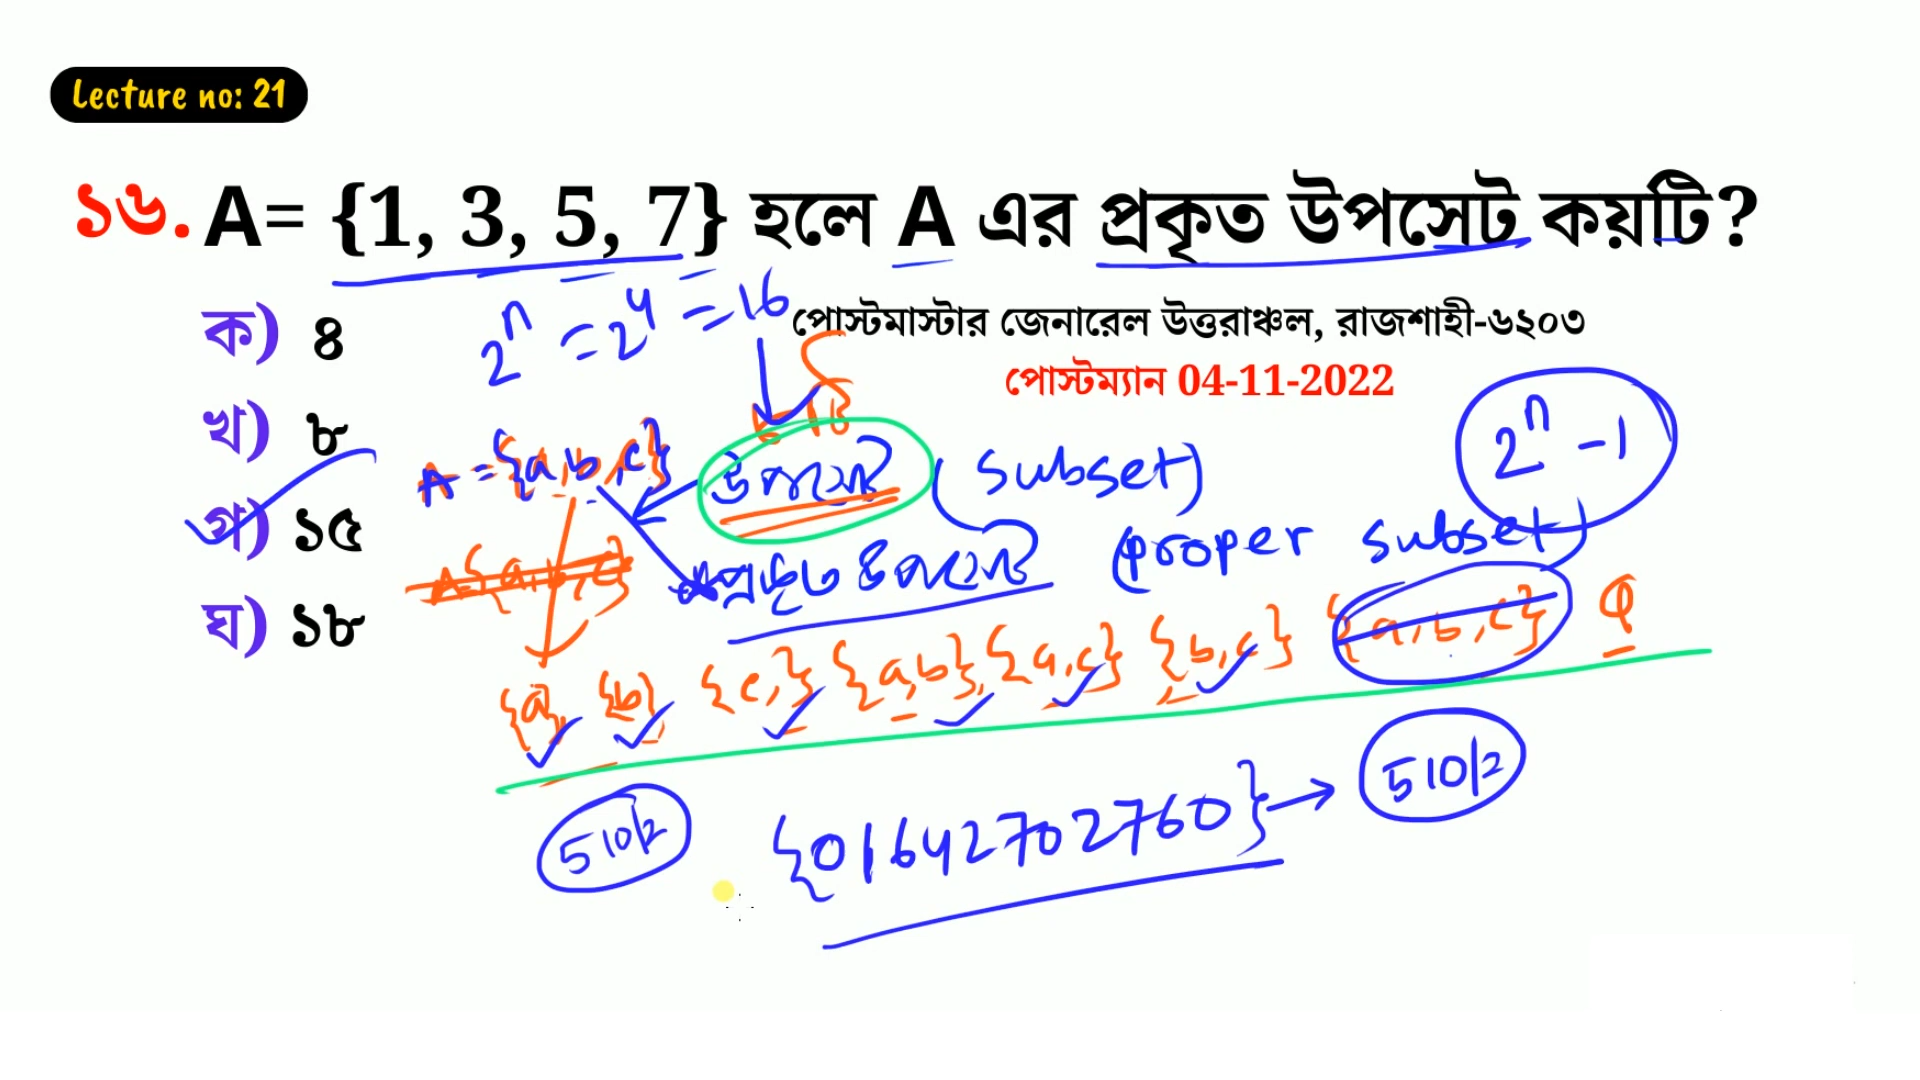 Lecture no: 21
১৬. A= {1, 3, 5, 7} হলে A এর প্রকৃত উপসেট কয়টি?
ক) ৪
খ) ৮
গ) ১৫
ঘ) ১৮
পোস্টমাস্টার জেনারেল উত্তরাঞ্চল, রাজশাহী-৬২০৩
পোস্টম্যান 04-11-2022
2ⁿ = 2⁴ = 16
2ⁿ - 1
A = {a, b, c}
উপসেট (subset)
প্রকৃত উপসেট (proper subset)
{a}, {b} {c,} {a,b}, {a,c} {b,c} {a,b,c} Φ
{01642702760} →